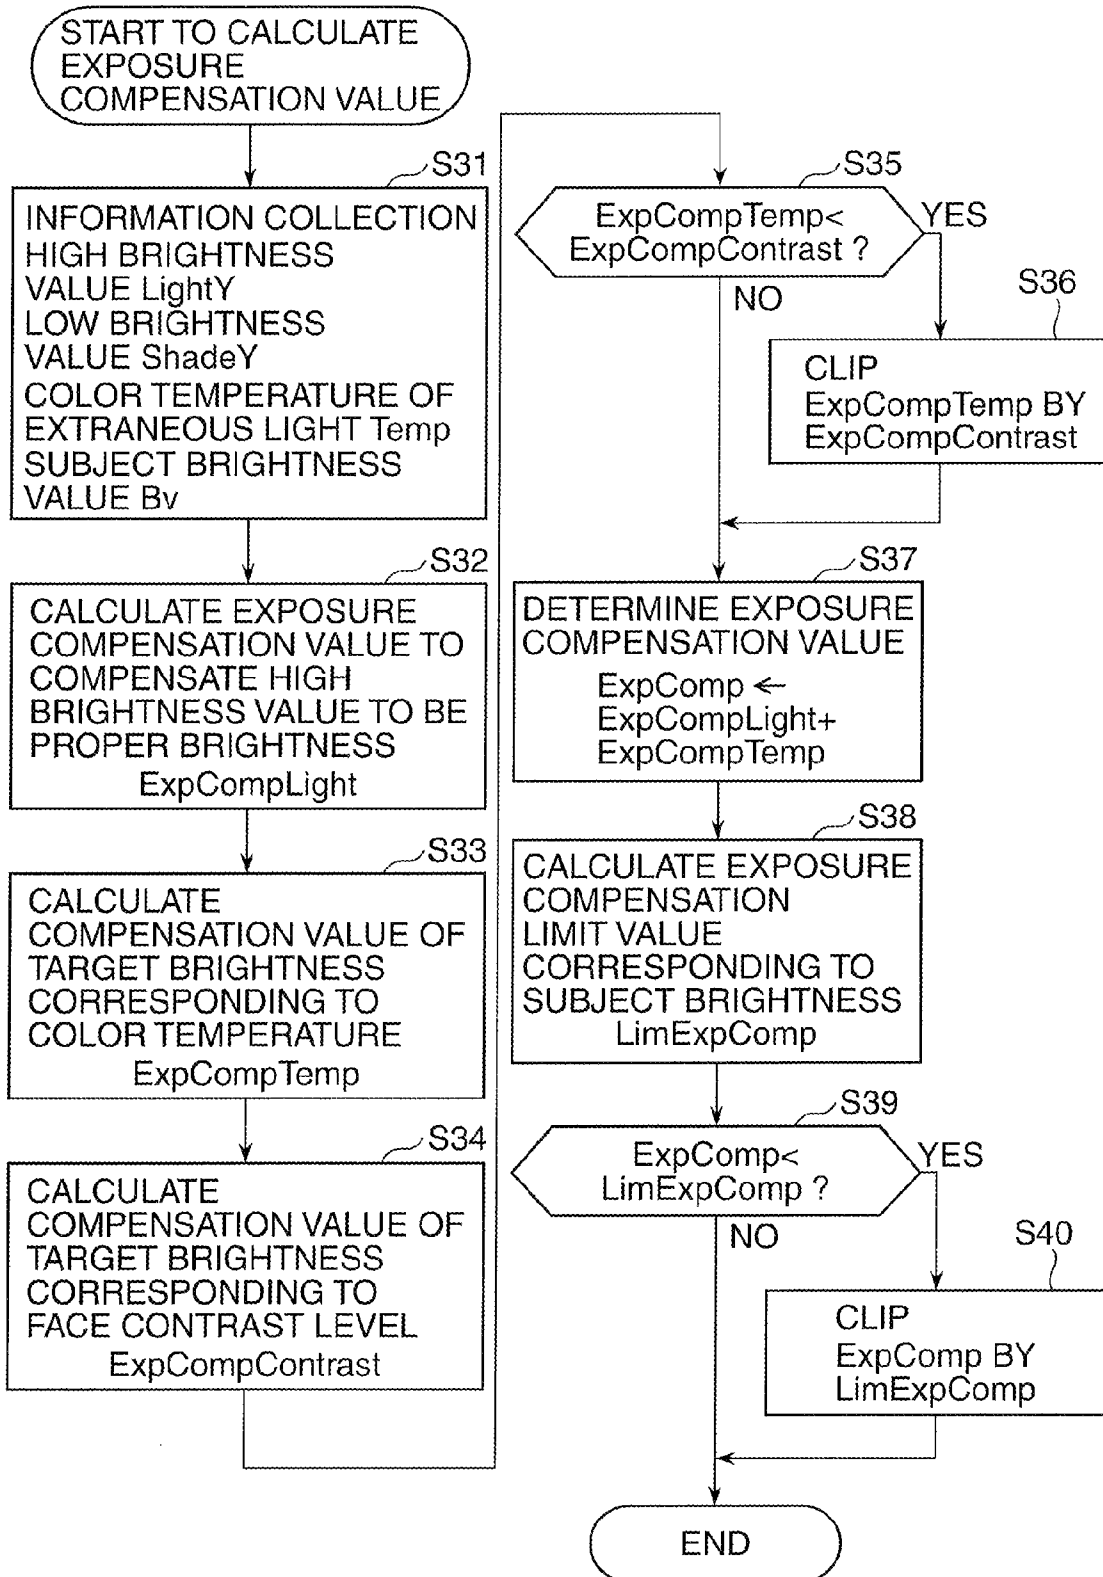 START TO CALCULATE
EXPOSURE
COMPENSATION VALUE
S31
INFORMATION COLLECTION
HIGH BRIGHTNESS
VALUE LightY
LOW BRIGHTNESS
VALUE ShadeY
COLOR TEMPERATURE OF
EXTRANEOUS LIGHT Temp
SUBJECT BRIGHTNESS
VALUE Bv
S32
CALCULATE EXPOSURE
COMPENSATION VALUE TO
COMPENSATE HIGH
BRIGHTNESS VALUE TO BE
PROPER BRIGHTNESS
ExpCompLight
S33
CALCULATE
COMPENSATION VALUE OF
TARGET BRIGHTNESS
CORRESPONDING TO
COLOR TEMPERATURE
ExpCompTemp
S34
CALCULATE
COMPENSATION VALUE OF
TARGET BRIGHTNESS
CORRESPONDING TO
FACE CONTRAST LEVEL
ExpCompContrast
S35
ExpCompTemp<
ExpCompContrast ?
YES
NO
S36
CLIP
ExpCompTemp BY
ExpCompContrast
S37
DETERMINE EXPOSURE
COMPENSATION VALUE
ExpComp ←
ExpCompLight+
ExpCompTemp
S38
CALCULATE EXPOSURE
COMPENSATION
LIMIT VALUE
CORRESPONDING TO
SUBJECT BRIGHTNESS
LimExpComp
S39
ExpComp<
LimExpComp ?
YES
NO
S40
CLIP
ExpComp BY
LimExpComp
END